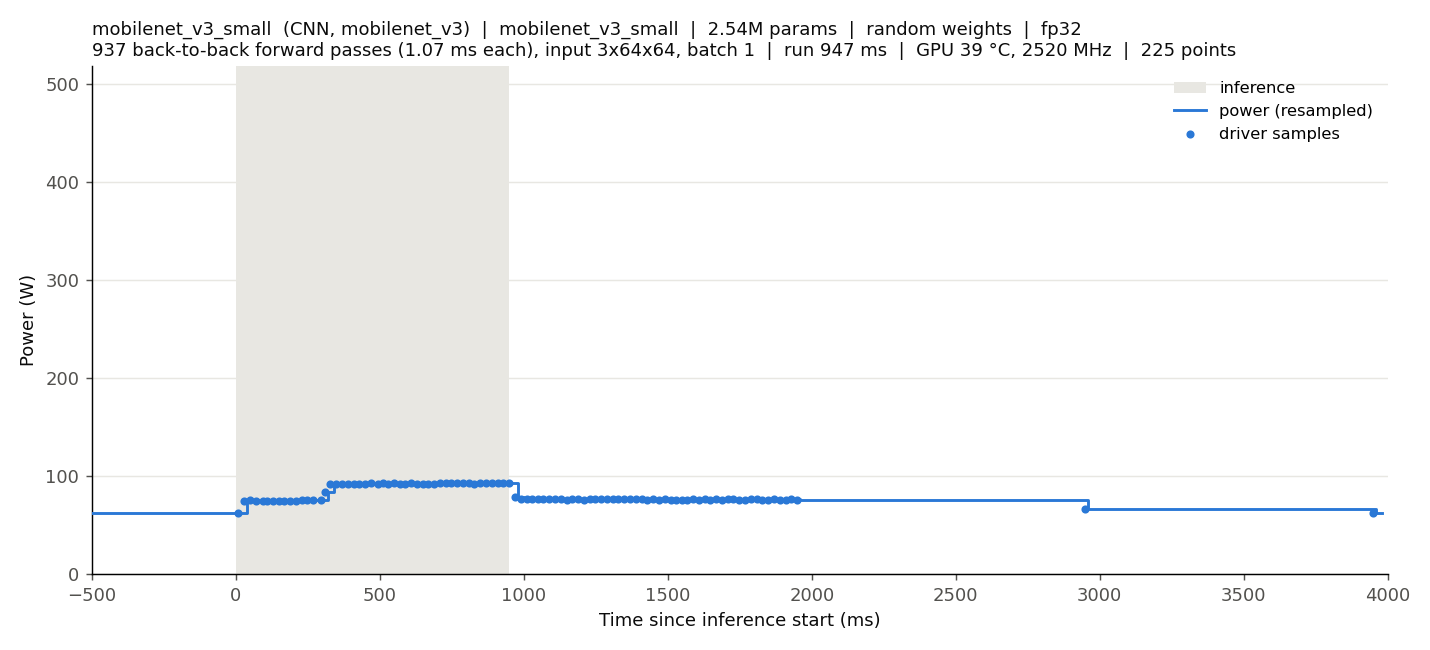 mobilenet_v3_small  (CNN, mobilenet_v3)  |  mobilenet_v3_small  |  2.54M params  |  random weights  |  fp32
937 back-to-back forward passes (1.07 ms each), input 3x64x64, batch 1  |  run 947 ms  |  GPU 39 °C, 2520 MHz  |  225 points
inference
power (resampled)
driver samples
Power (W)
500
400
300
200
100
0
−500
0
500
1000
1500
2000
2500
3000
3500
4000
Time since inference start (ms)